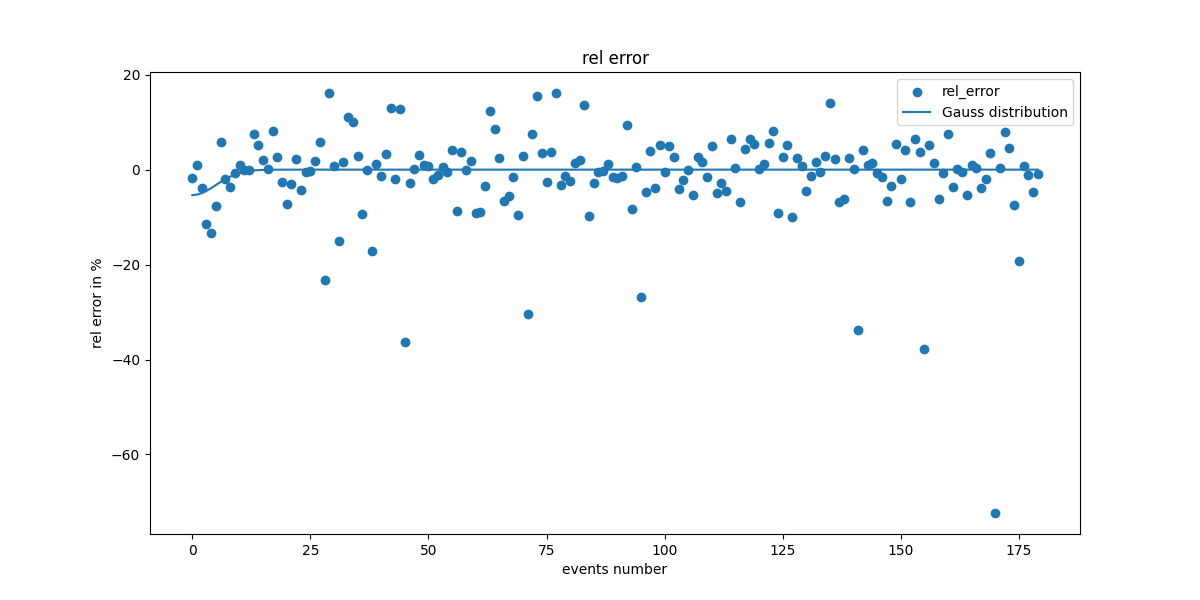 rel error
rel_error
Gauss distribution
20
0
−20
−40
−60
rel error in %
0 25 50 75 100 125 150 175
events number